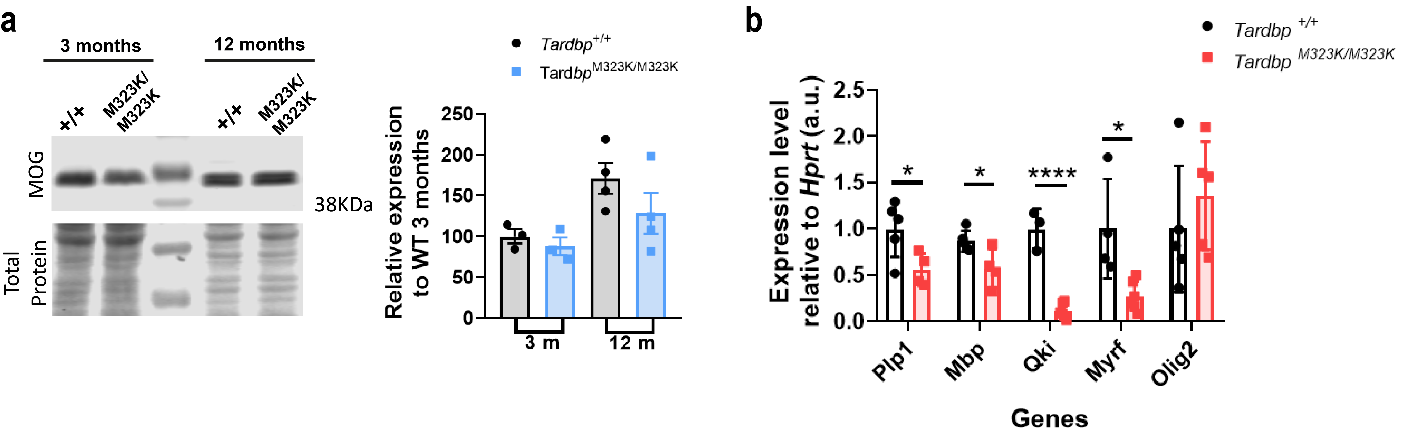 a
3 months
12 months
+/+
M323K/
M323K
+/+
M323K/
M323K
MOG
38KDa
Total
Protein
Tardbp+/+
TardbpM323K/M323K
Relative expression
to WT 3 months
250
200
150
100
50
0
3 m
12 m
b
Tardbp +/+
Tardbp M323K/M323K
Expression level
relative to Hprt (a.u.)
2.5
2.0
1.5
1.0
0.5
0.0
*
*
****
*
Plp1
Mbp
Qki
Myrf
Olig2
Genes